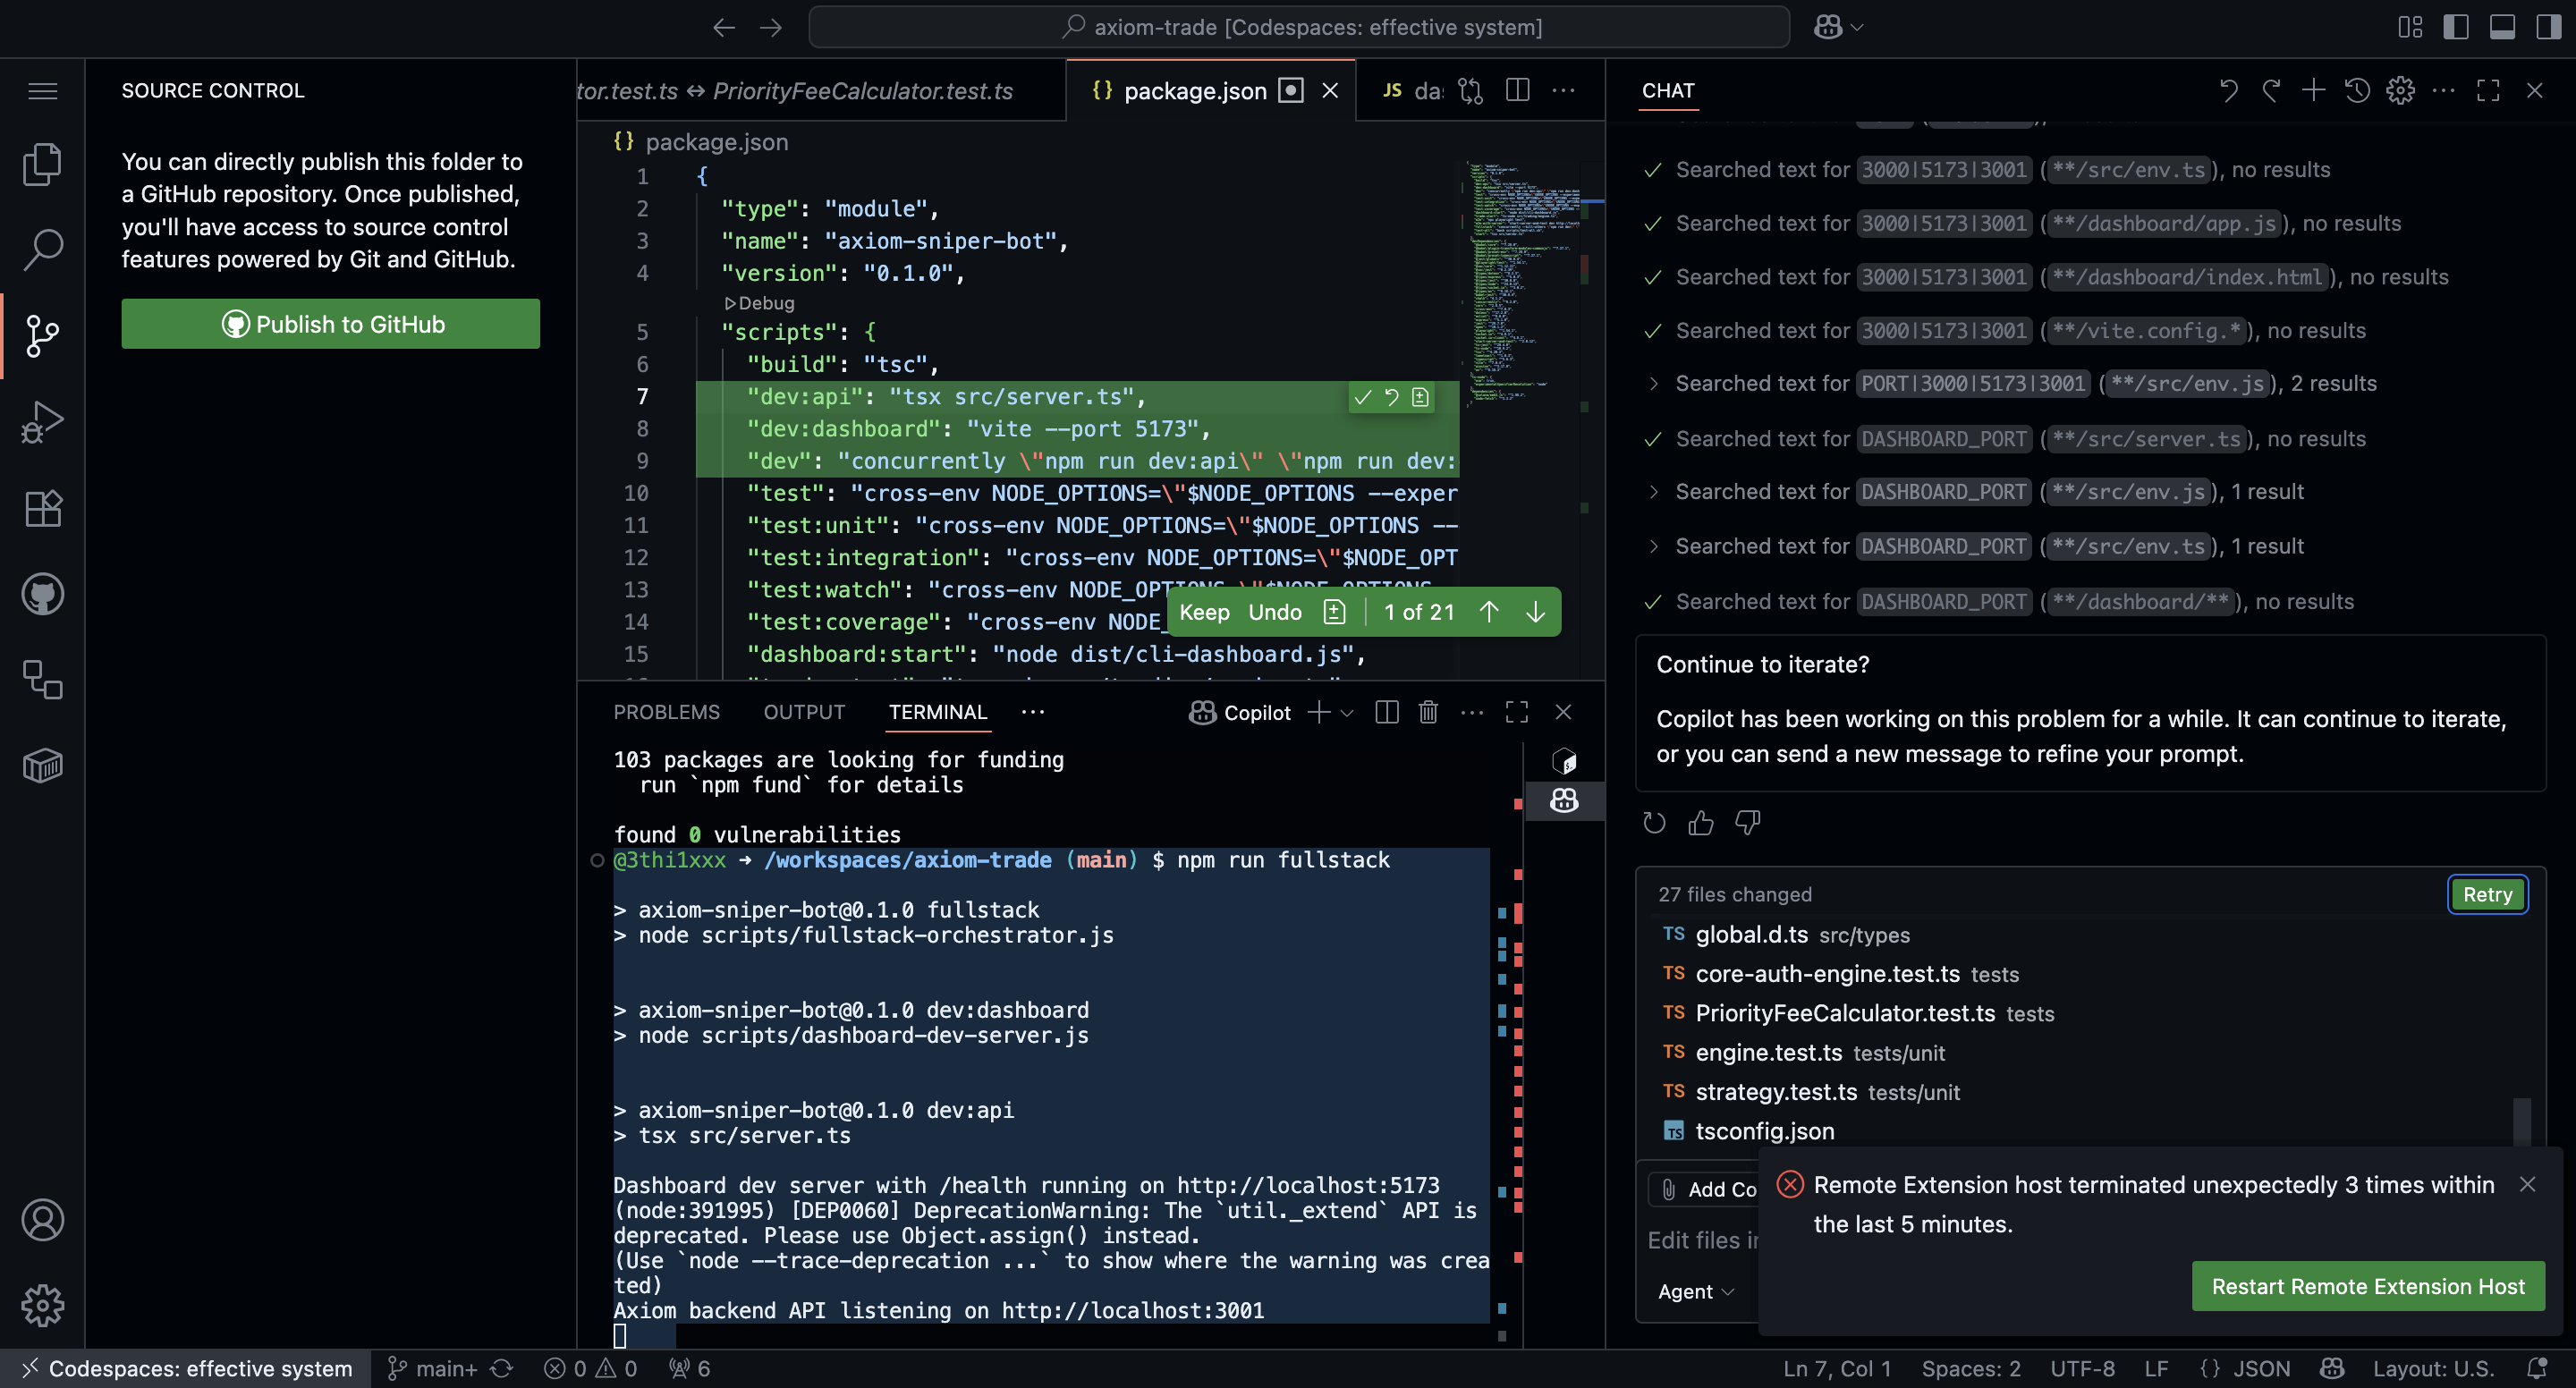 axiom-trade [Codespaces: effective system]
SOURCE CONTROL
You can directly publish this folder to
a GitHub repository. Once published,
you'll have access to source control
features powered by Git and GitHub.
Publish to GitHub
tor.test.ts ↔ PriorityFeeCalculator.test.ts
{} package.json
JS da
{} package.json
1 {
2 "type": "module",
3 "name": "axiom-sniper-bot",
4 "version": "0.1.0",
Debug
5 "scripts": {
6 "build": "tsc",
7 "dev:api": "tsx src/server.ts",
8 "dev:dashboard": "vite --port 5173",
9 "dev": "concurrently \"npm run dev:api\" \"npm run dev:
10 "test": "cross-env NODE_OPTIONS=\"$NODE_OPTIONS --exper
11 "test:unit": "cross-env NODE_OPTIONS=\"$NODE_OPTIONS --
12 "test:integration": "cross-env NODE_OPTIONS=\"$NODE_OPT
13 "test:watch": "cross-env NODE_OPTIONS=\"$NODE_OPTIONS
14 "test:coverage": "cross-env NODE_
15 "dashboard:start": "node dist/cli-dashboard.js",
Keep Undo 1 of 21
PROBLEMS OUTPUT TERMINAL ···
Copilot
103 packages are looking for funding
run `npm fund` for details
found 0 vulnerabilities
@3thi1xxx ➜ /workspaces/axiom-trade (main) $ npm run fullstack
> axiom-sniper-bot@0.1.0 fullstack
> node scripts/fullstack-orchestrator.js
> axiom-sniper-bot@0.1.0 dev:dashboard
> node scripts/dashboard-dev-server.js
> axiom-sniper-bot@0.1.0 dev:api
> tsx src/server.ts
Dashboard dev server with /health running on http://localhost:5173
(node:391995) [DEP0060] DeprecationWarning: The `util._extend` API is
deprecated. Please use Object.assign() instead.
(Use `node --trace-deprecation ...` to show where the warning was crea
ted)
Axiom backend API listening on http://localhost:3001
CHAT
Searched text for 3000|5173|3001 (**/src/env.ts), no results
Searched text for 3000|5173|3001 (**/dashboard/app.js), no results
Searched text for 3000|5173|3001 (**/dashboard/index.html), no results
Searched text for 3000|5173|3001 (**/vite.config.*), no results
Searched text for PORT|3000|5173|3001 (**/src/env.js), 2 results
Searched text for DASHBOARD_PORT (**/src/server.ts), no results
Searched text for DASHBOARD_PORT (**/src/env.js), 1 result
Searched text for DASHBOARD_PORT (**/src/env.ts), 1 result
Searched text for DASHBOARD_PORT (**/dashboard/**), no results
Continue to iterate?
Copilot has been working on this problem for a while. It can continue to iterate,
or you can send a new message to refine your prompt.
27 files changed
Retry
TS global.d.ts src/types
TS core-auth-engine.test.ts tests
TS PriorityFeeCalculator.test.ts tests
TS engine.test.ts tests/unit
TS strategy.test.ts tests/unit
TS tsconfig.json
Add Co
Edit files in
Agent
Remote Extension host terminated unexpectedly 3 times within
the last 5 minutes.
Restart Remote Extension Host
Codespaces: effective system main+ 0 0 6
Ln 7, Col 1 Spaces: 2 UTF-8 LF {} JSON Layout: U.S.